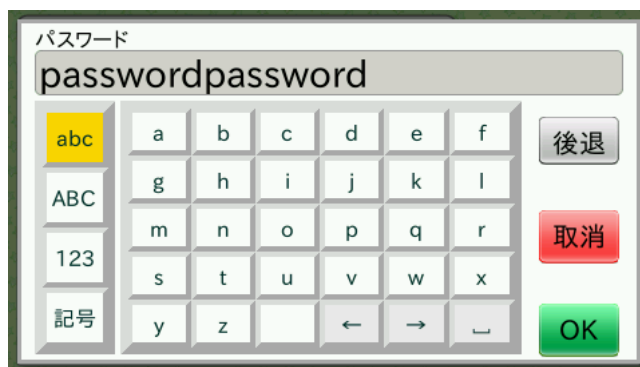 パスワード
passwordpassword
abc a b c d e f 後退
ABC g h i j k l
m n o p q r 取消
123 s t u v w x
記号 y z ← → ⎵ OK